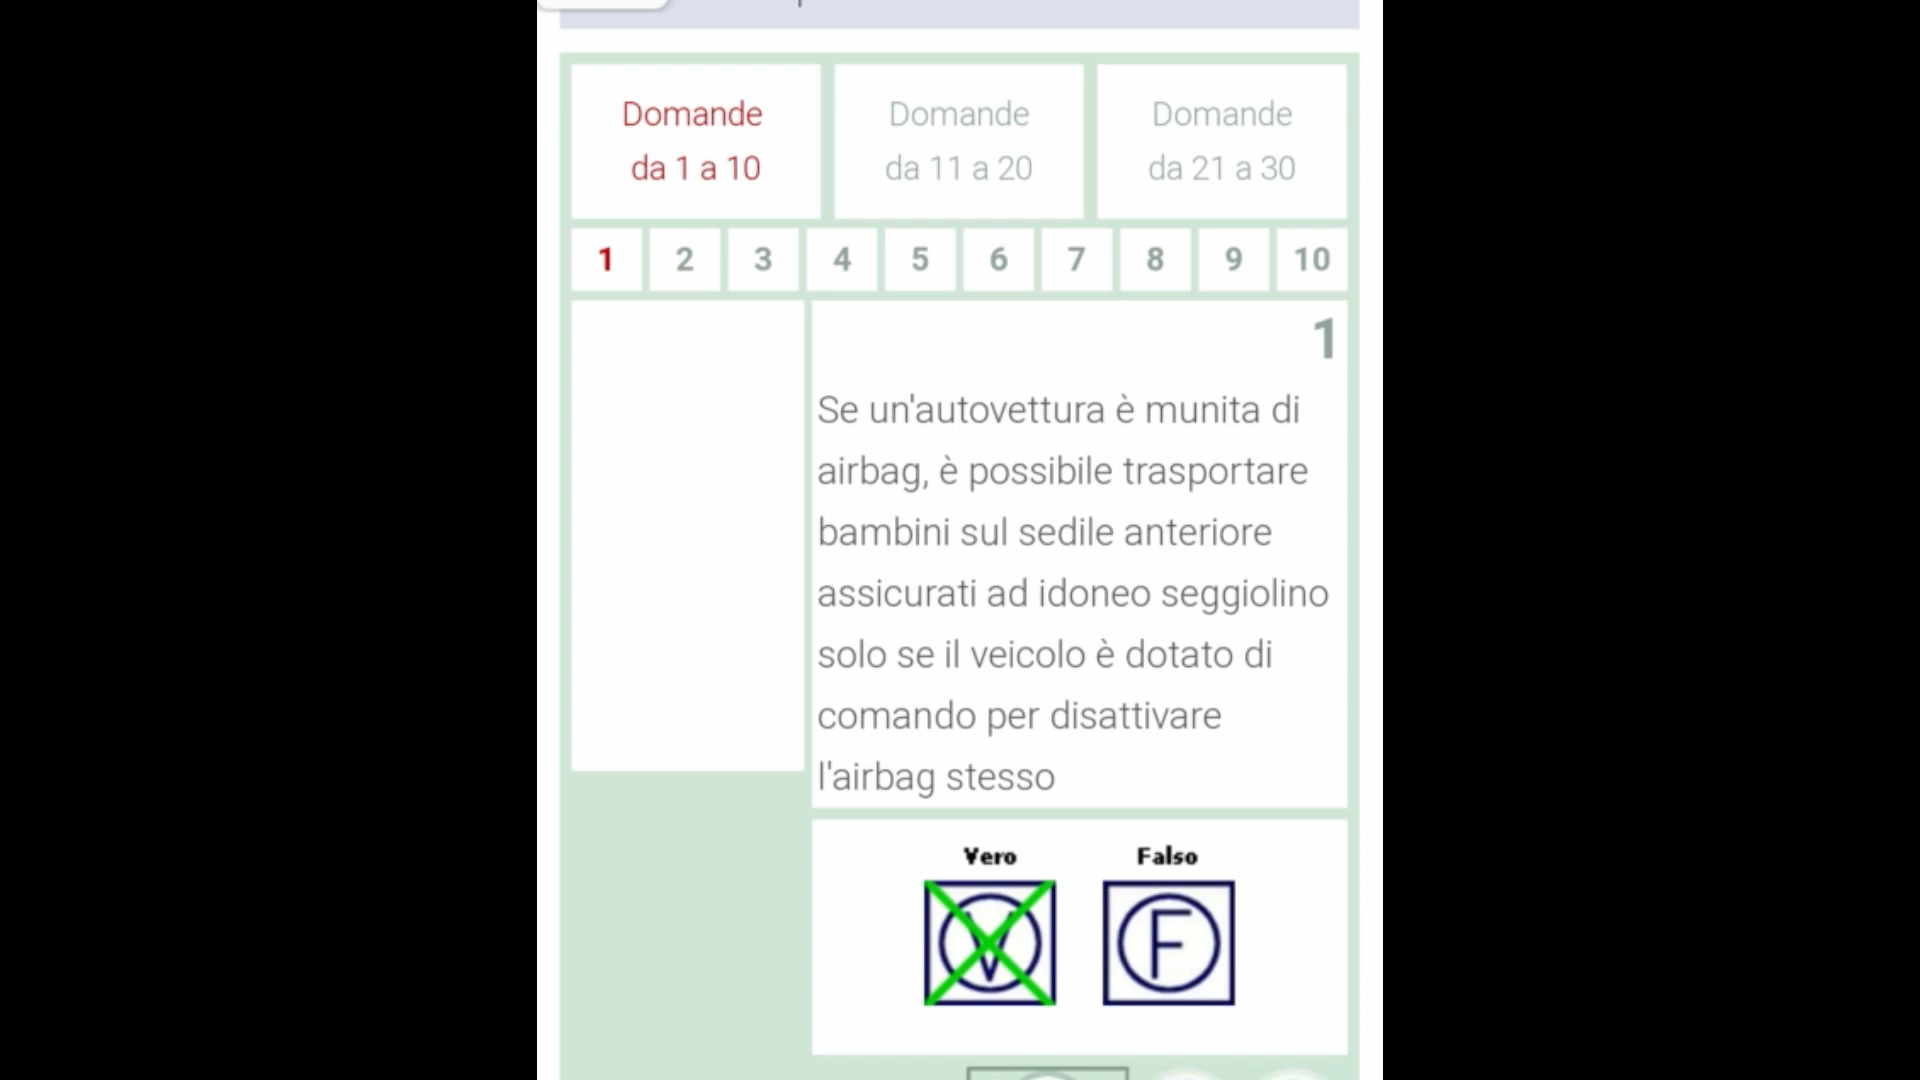 Domande
da 1 a 10
Domande
da 11 a 20
Domande
da 21 a 30
1 2 3 4 5 6 7 8 9 10
1
Se un'autovettura è munita di
airbag, è possibile trasportare
bambini sul sedile anteriore
assicurati ad idoneo seggiolino
solo se il veicolo è dotato di
comando per disattivare
l'airbag stesso
Vero Falso
V F